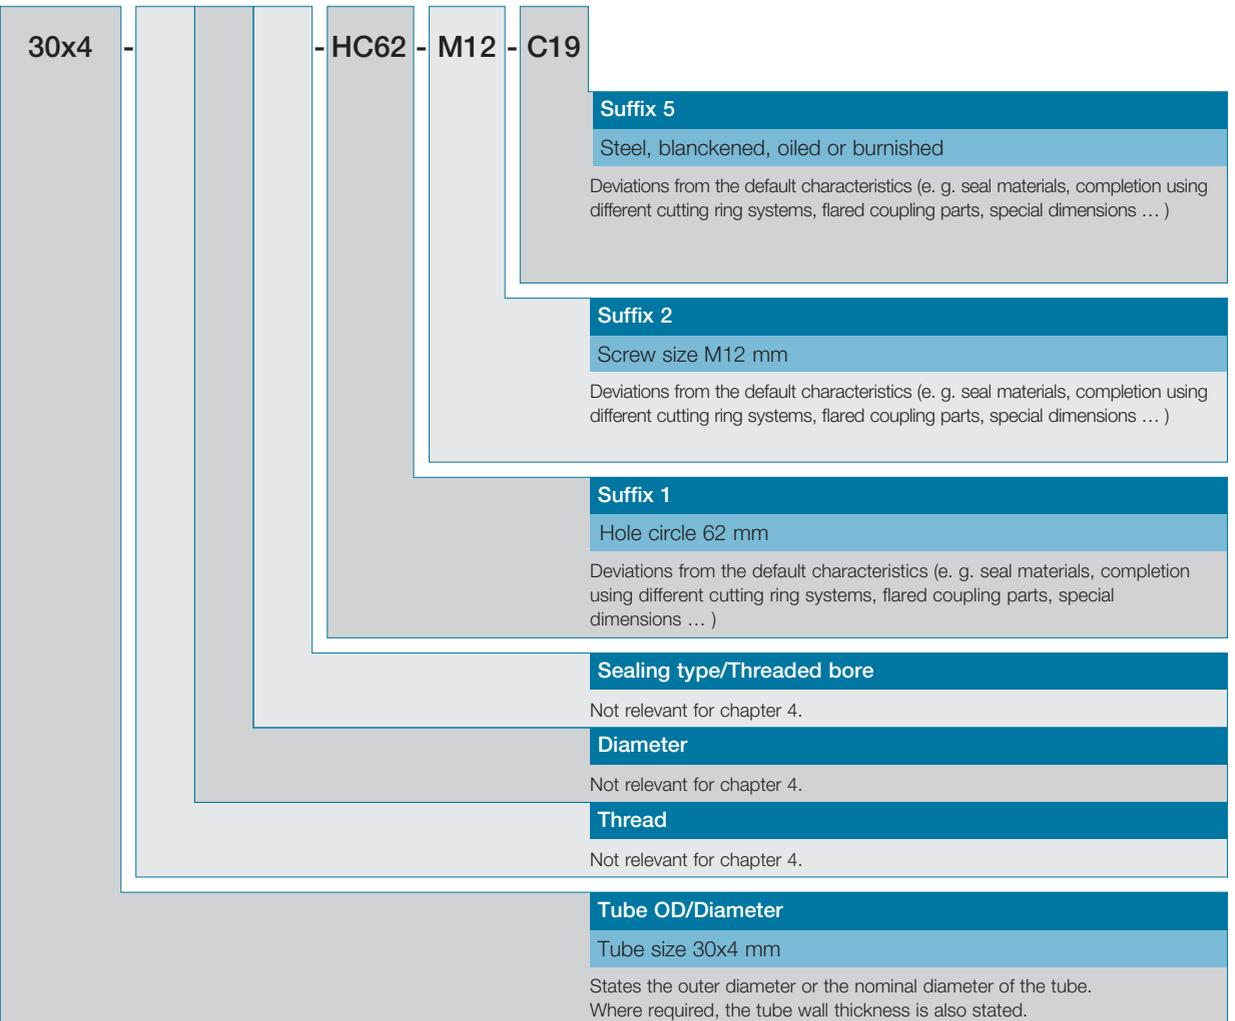 30x4 - - HC62 - M12 - C19
Suffix 5
Steel, blanckened, oiled or burnished
Deviations from the default characteristics (e. g. seal materials, completion using
different cutting ring systems, flared coupling parts, special dimensions … )
Suffix 2
Screw size M12 mm
Deviations from the default characteristics (e. g. seal materials, completion using
different cutting ring systems, flared coupling parts, special dimensions … )
Suffix 1
Hole circle 62 mm
Deviations from the default characteristics (e. g. seal materials, completion
using different cutting ring systems, flared coupling parts, special
dimensions … )
Sealing type/Threaded bore
Not relevant for chapter 4.
Diameter
Not relevant for chapter 4.
Thread
Not relevant for chapter 4.
Tube OD/Diameter
Tube size 30x4 mm
States the outer diameter or the nominal diameter of the tube.
Where required, the tube wall thickness is also stated.